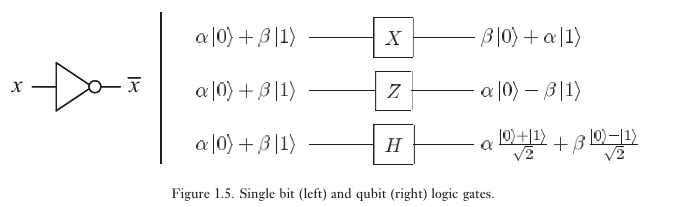 x x̅
α|0⟩ + β|1⟩ X β|0⟩ + α|1⟩
α|0⟩ + β|1⟩ Z α|0⟩ − β|1⟩
α|0⟩ + β|1⟩ H α |0⟩+|1⟩/√2 + β |0⟩−|1⟩/√2
Figure 1.5. Single bit (left) and qubit (right) logic gates.